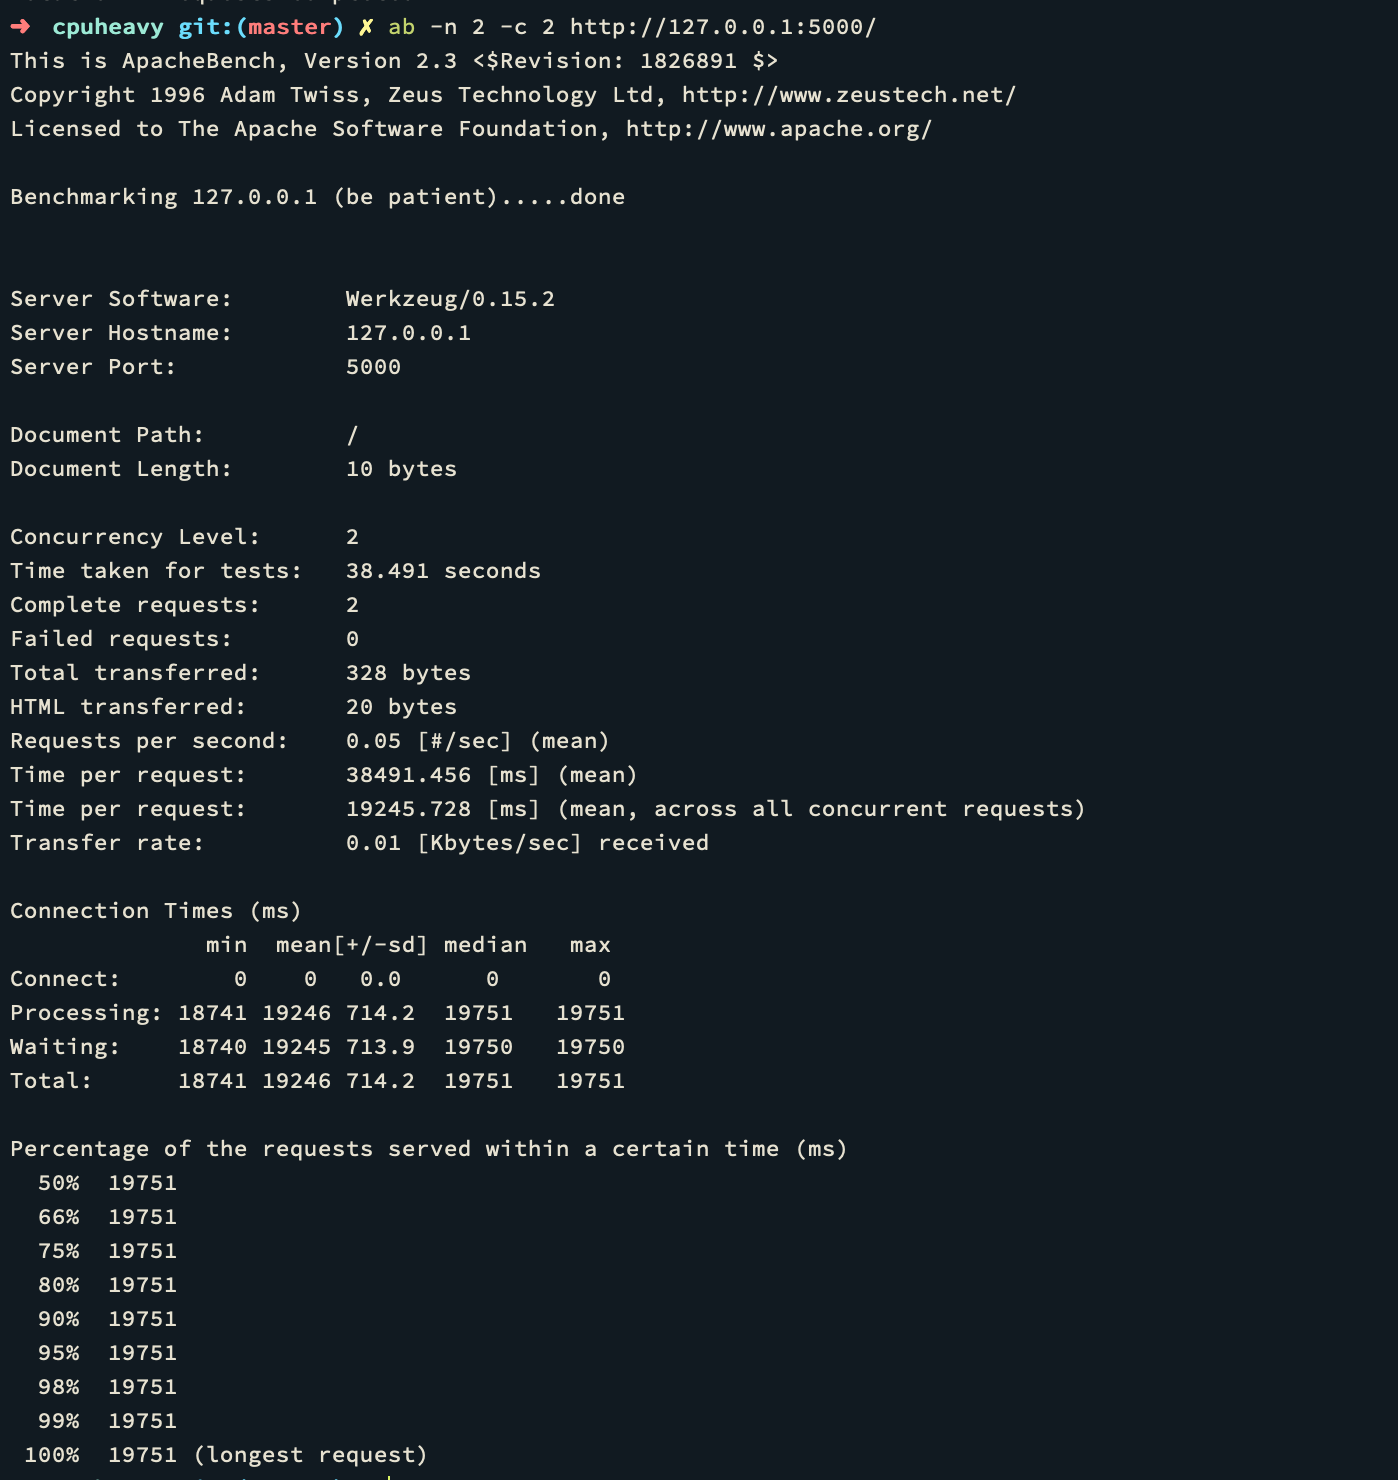 ➜ cpuheavy git:(master) ✗ ab -n 2 -c 2 http://127.0.0.1:5000/
This is ApacheBench, Version 2.3 <$Revision: 1826891 $>
Copyright 1996 Adam Twiss, Zeus Technology Ltd, http://www.zeustech.net/
Licensed to The Apache Software Foundation, http://www.apache.org/

Benchmarking 127.0.0.1 (be patient).....done


Server Software:        Werkzeug/0.15.2
Server Hostname:        127.0.0.1
Server Port:            5000

Document Path:          /
Document Length:        10 bytes

Concurrency Level:      2
Time taken for tests:   38.491 seconds
Complete requests:      2
Failed requests:        0
Total transferred:      328 bytes
HTML transferred:       20 bytes
Requests per second:    0.05 [#/sec] (mean)
Time per request:       38491.456 [ms] (mean)
Time per request:       19245.728 [ms] (mean, across all concurrent requests)
Transfer rate:          0.01 [Kbytes/sec] received

Connection Times (ms)
              min  mean[+/-sd] median   max
Connect:        0    0   0.0      0       0
Processing: 18741 19246 714.2  19751   19751
Waiting:    18740 19245 713.9  19750   19750
Total:      18741 19246 714.2  19751   19751

Percentage of the requests served within a certain time (ms)
  50%  19751
  66%  19751
  75%  19751
  80%  19751
  90%  19751
  95%  19751
  98%  19751
  99%  19751
 100%  19751 (longest request)